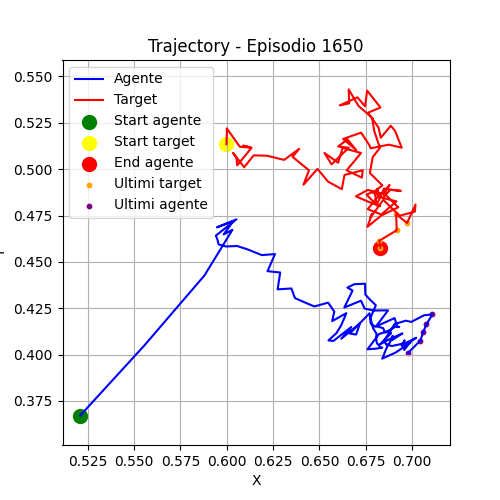 Trajectory - Episodio 1650
0.550
0.525
0.500
0.475
0.450
0.425
0.400
0.375
Agente
Target
Start agente
Start target
End agente
Ultimi target
Ultimi agente
0.525 0.550 0.575 0.600 0.625 0.650 0.675 0.700
X